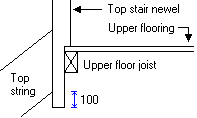 Top stair newel
Upper flooring
Upper floor joist
Top
string
100